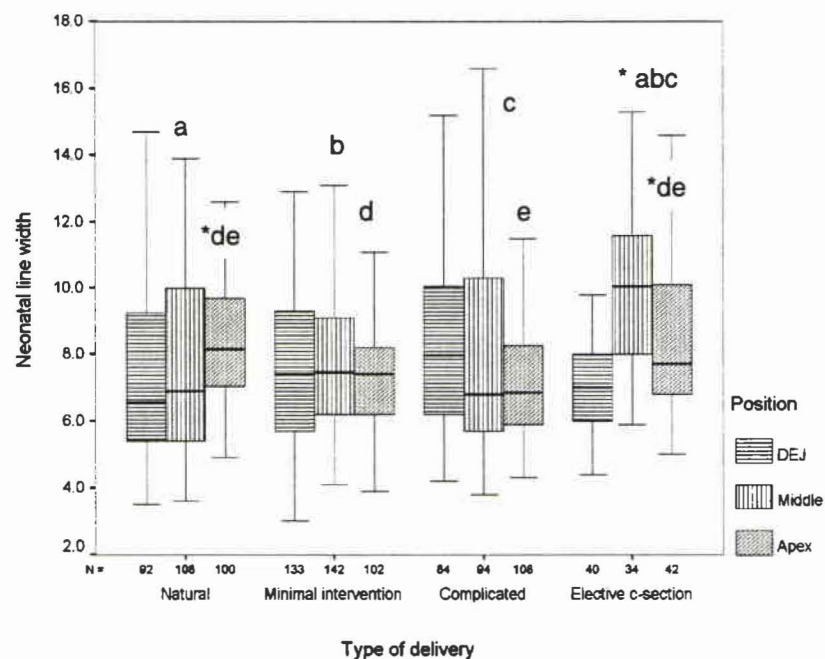 18.0
16.0
14.0
12.0
10.0
8.0
6.0
4.0
2.0
Neonatal line width
a
*de
b
d
c
e
* abc
*de
N = 92 106 100 133 142 102 84 94 106 40 34 42
Natural Minimal intervention Complicated Elective c-section
Type of delivery
Position
DEJ
Middle
Apex